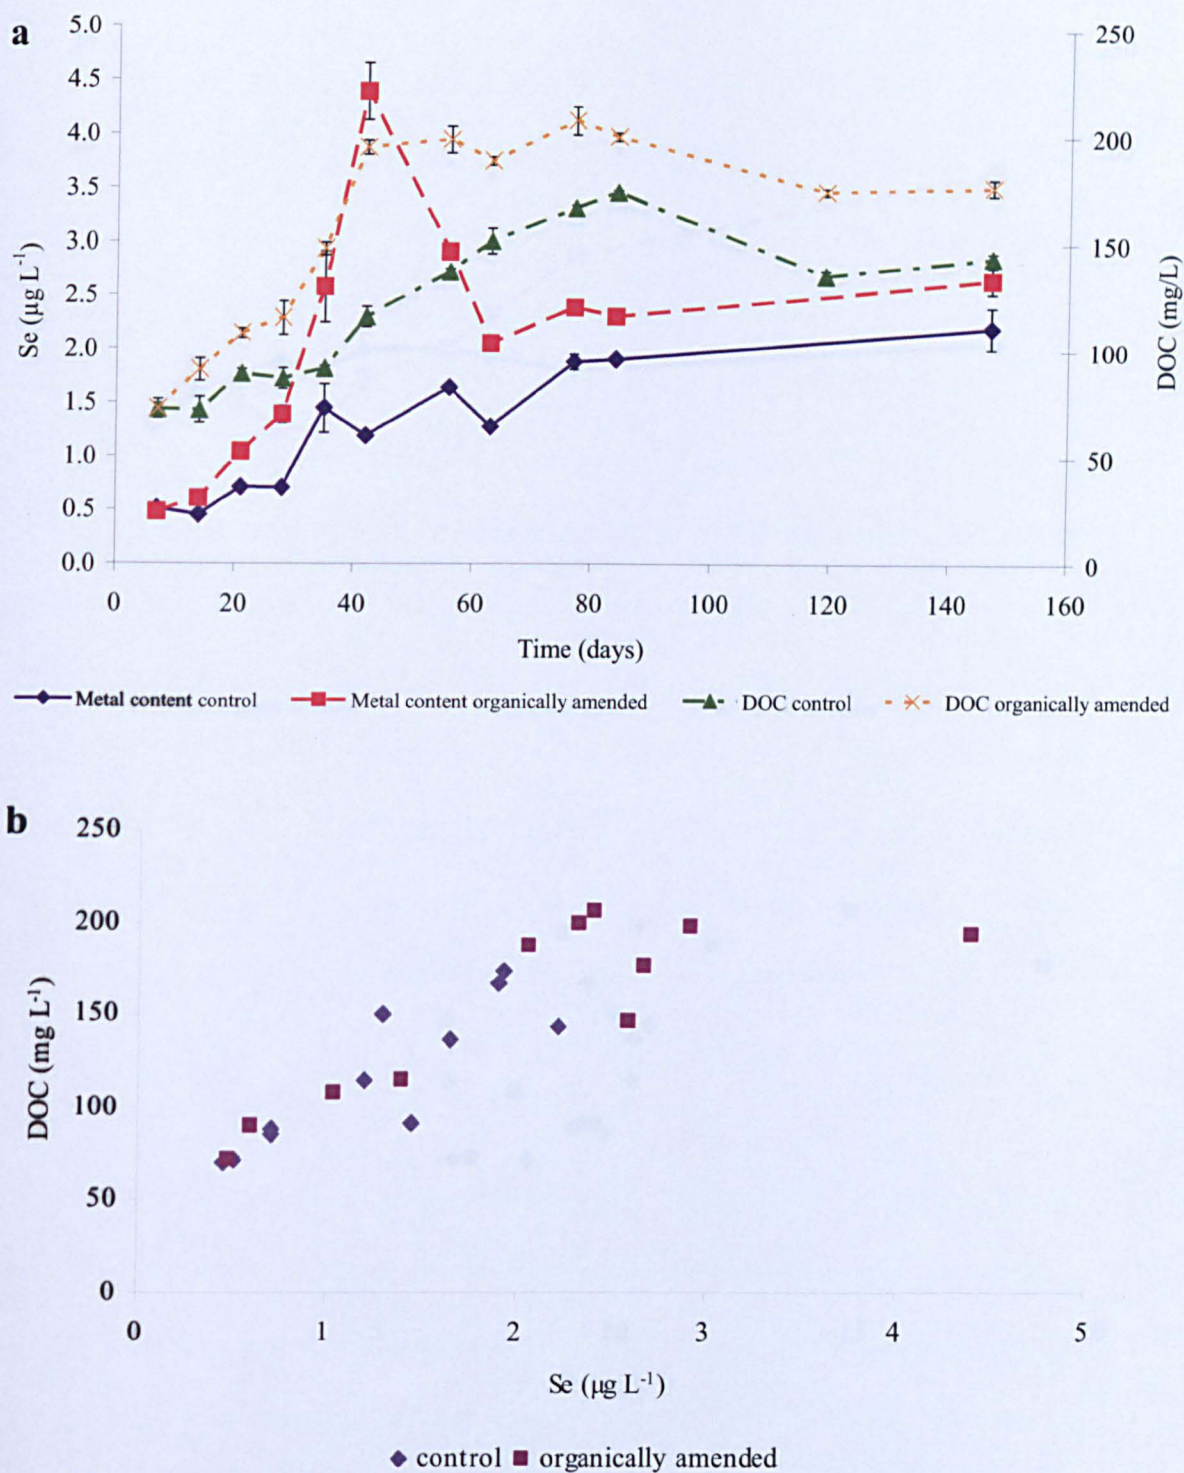 a
5.0
4.5
4.0
3.5
3.0
2.5
2.0
1.5
1.0
0.5
0.0
Se (µg L-1)
250
200
150
100
50
0
DOC (mg/L)
0 20 40 60 80 100 120 140 160
Time (days)
Metal content control Metal content organically amended DOC control DOC organically amended
b
250
200
150
100
50
0
DOC (mg L-1)
0 1 2 3 4 5
Se (µg L-1)
control organically amended